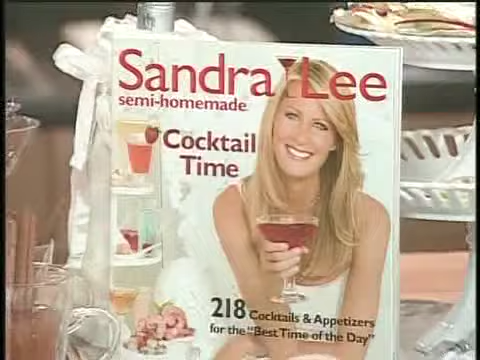 Sandra Lee
semi-homemade
Cocktail
Time
218 Cocktails & Appetizers
for the "Best Time of the Day"